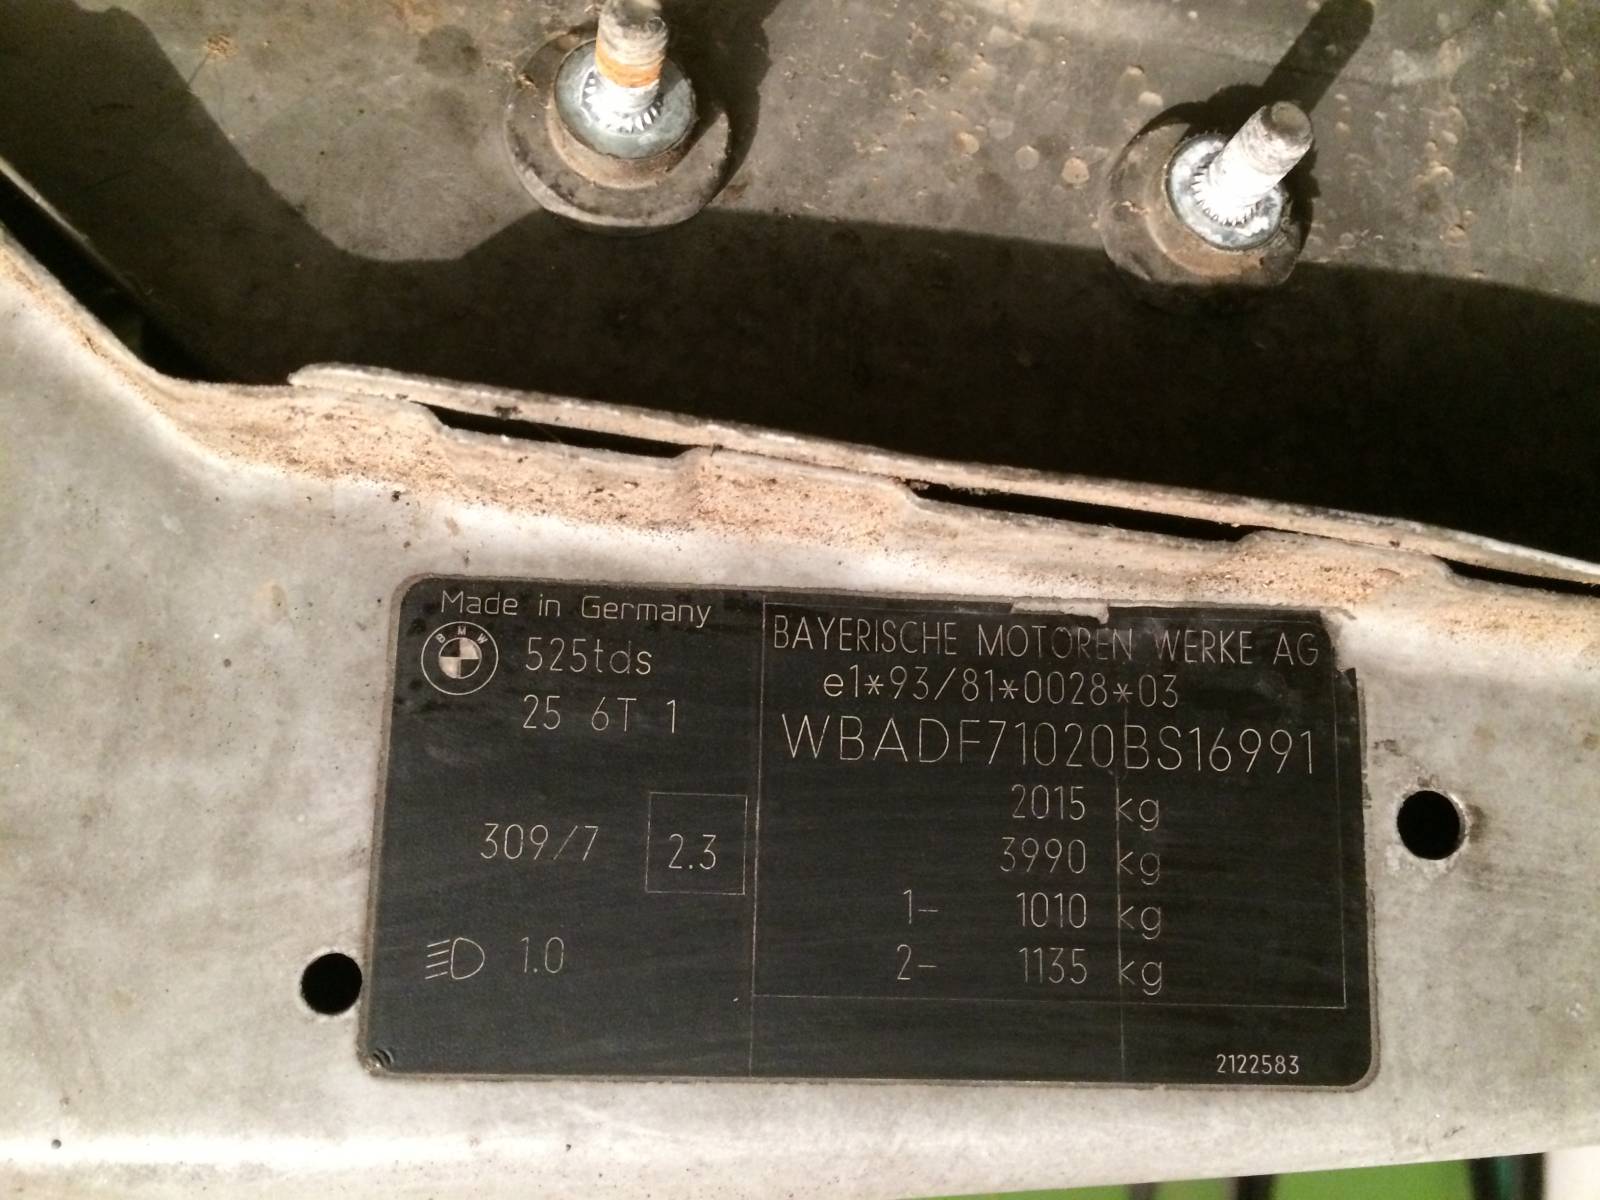 Made in Germany
BMW
525tds
25 6T 1
309/7 2.3
1.0
BAYERISCHE MOTOREN WERKE AG
e1*93/81*0028*03
WBADF71020BS16991
2015 kg
3990 kg
1- 1010 kg
2- 1135 kg
2122583